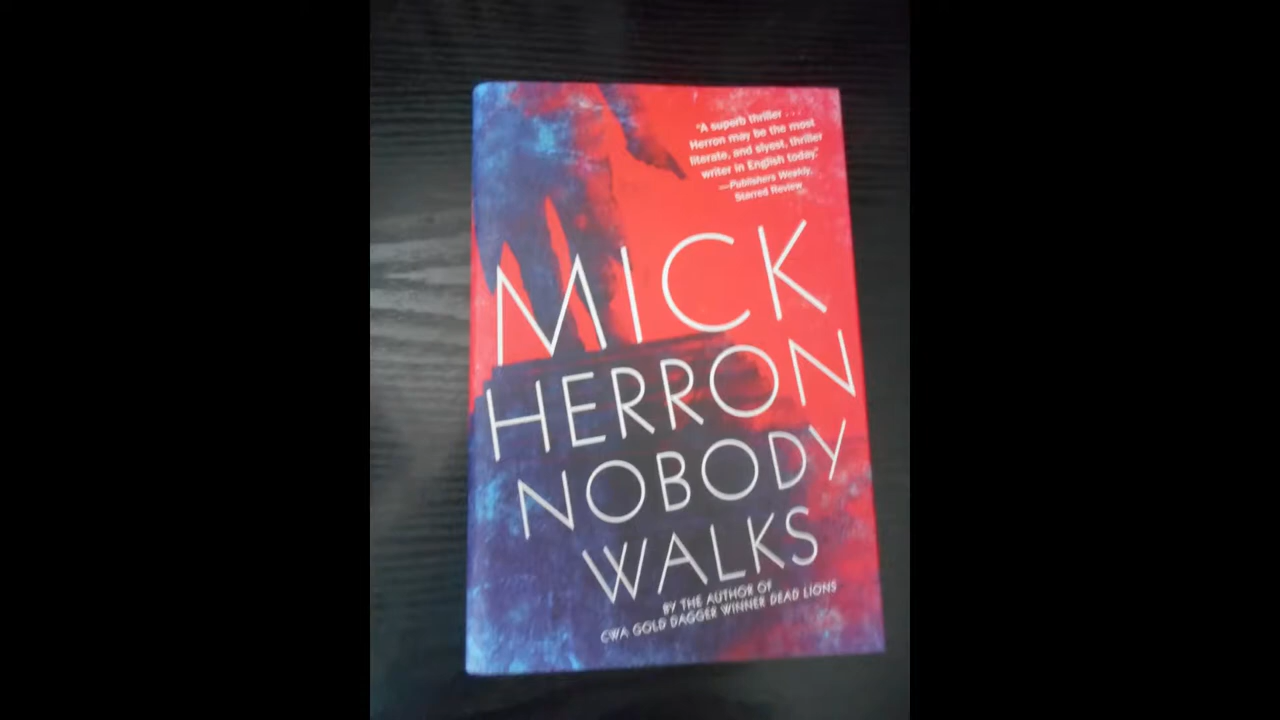 "A superb thriller . . .
Herron may be the most
literate, and slyest, thriller
writer in English today."
—Publishers Weekly,
Starred Review
MICK
HERRON
NOBODY
WALKS
BY THE AUTHOR OF
CWA GOLD DAGGER WINNER DEAD LIONS